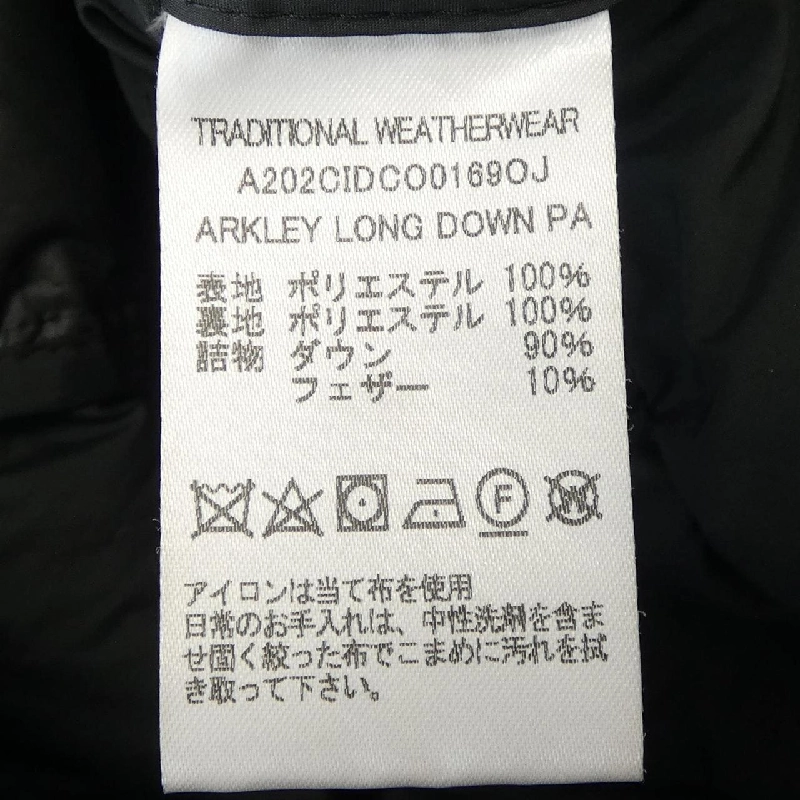 TRADITIONAL WEATHERWEAR
A202CIDCO0169OJ
ARKLEY LONG DOWN PA
表地 ポリエステル 100%
裏地 ポリエステル 100%
詰物 ダウン 90%
フェザー 10%
F
W
アイロンは当て布を使用
日常のお手入れは、中性洗剤を含ま
せ固く絞った布でこまめに汚れを拭
き取って下さい。